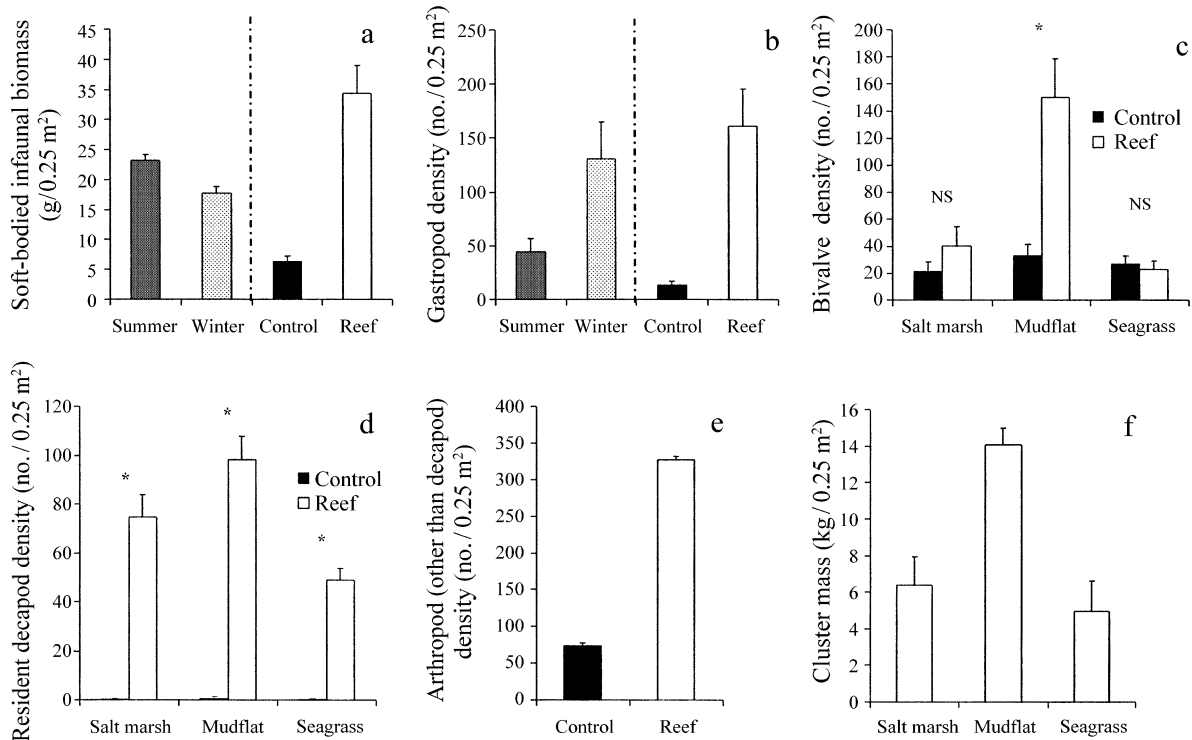 Soft-bodied infaunal biomass
(g/0.25 m²)
a
45
40
35
30
25
20
15
10
5
0
Summer Winter Control Reef
Gastropod density (no./ 0.25 m²)
b
250
200
150
100
50
0
Summer Winter Control Reef
Bivalve density (no./ 0.25 m²)
c
200
180
160
140
120
100
80
60
40
20
0
*
NS
NS
Control
Reef
Salt marsh Mudflat Seagrass
Resident decapod density (no. / 0.25 m²)
d
120
100
80
60
40
20
0
*
*
*
Control
Reef
Salt marsh Mudflat Seagrass
Arthropod (other than decapod)
density (no. / 0.25 m²)
e
400
350
300
250
200
150
100
50
0
Control Reef
Cluster mass (kg / 0.25 m²)
f
16
14
12
10
8
6
4
2
0
Salt marsh Mudflat Seagrass